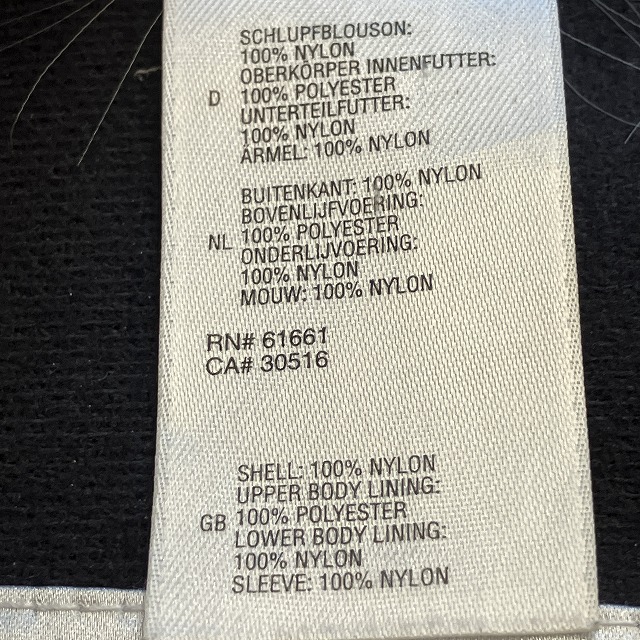 SCHLUPFBLOUSON:
100% NYLON
OBERKÖRPER INNENFUTTER:
D 100% POLYESTER
UNTERTEILFUTTER:
100% NYLON
ÄRMEL: 100% NYLON
BUITENKANT: 100% NYLON
BOVENLIJFVOERING:
NL 100% POLYESTER
ONDERLIJVOERING:
100% NYLON
MOUW: 100% NYLON
RN# 61661
CA# 30516
SHELL: 100% NYLON
UPPER BODY LINING:
GB 100% POLYESTER
LOWER BODY LINING:
100% NYLON
SLEEVE: 100% NYLON